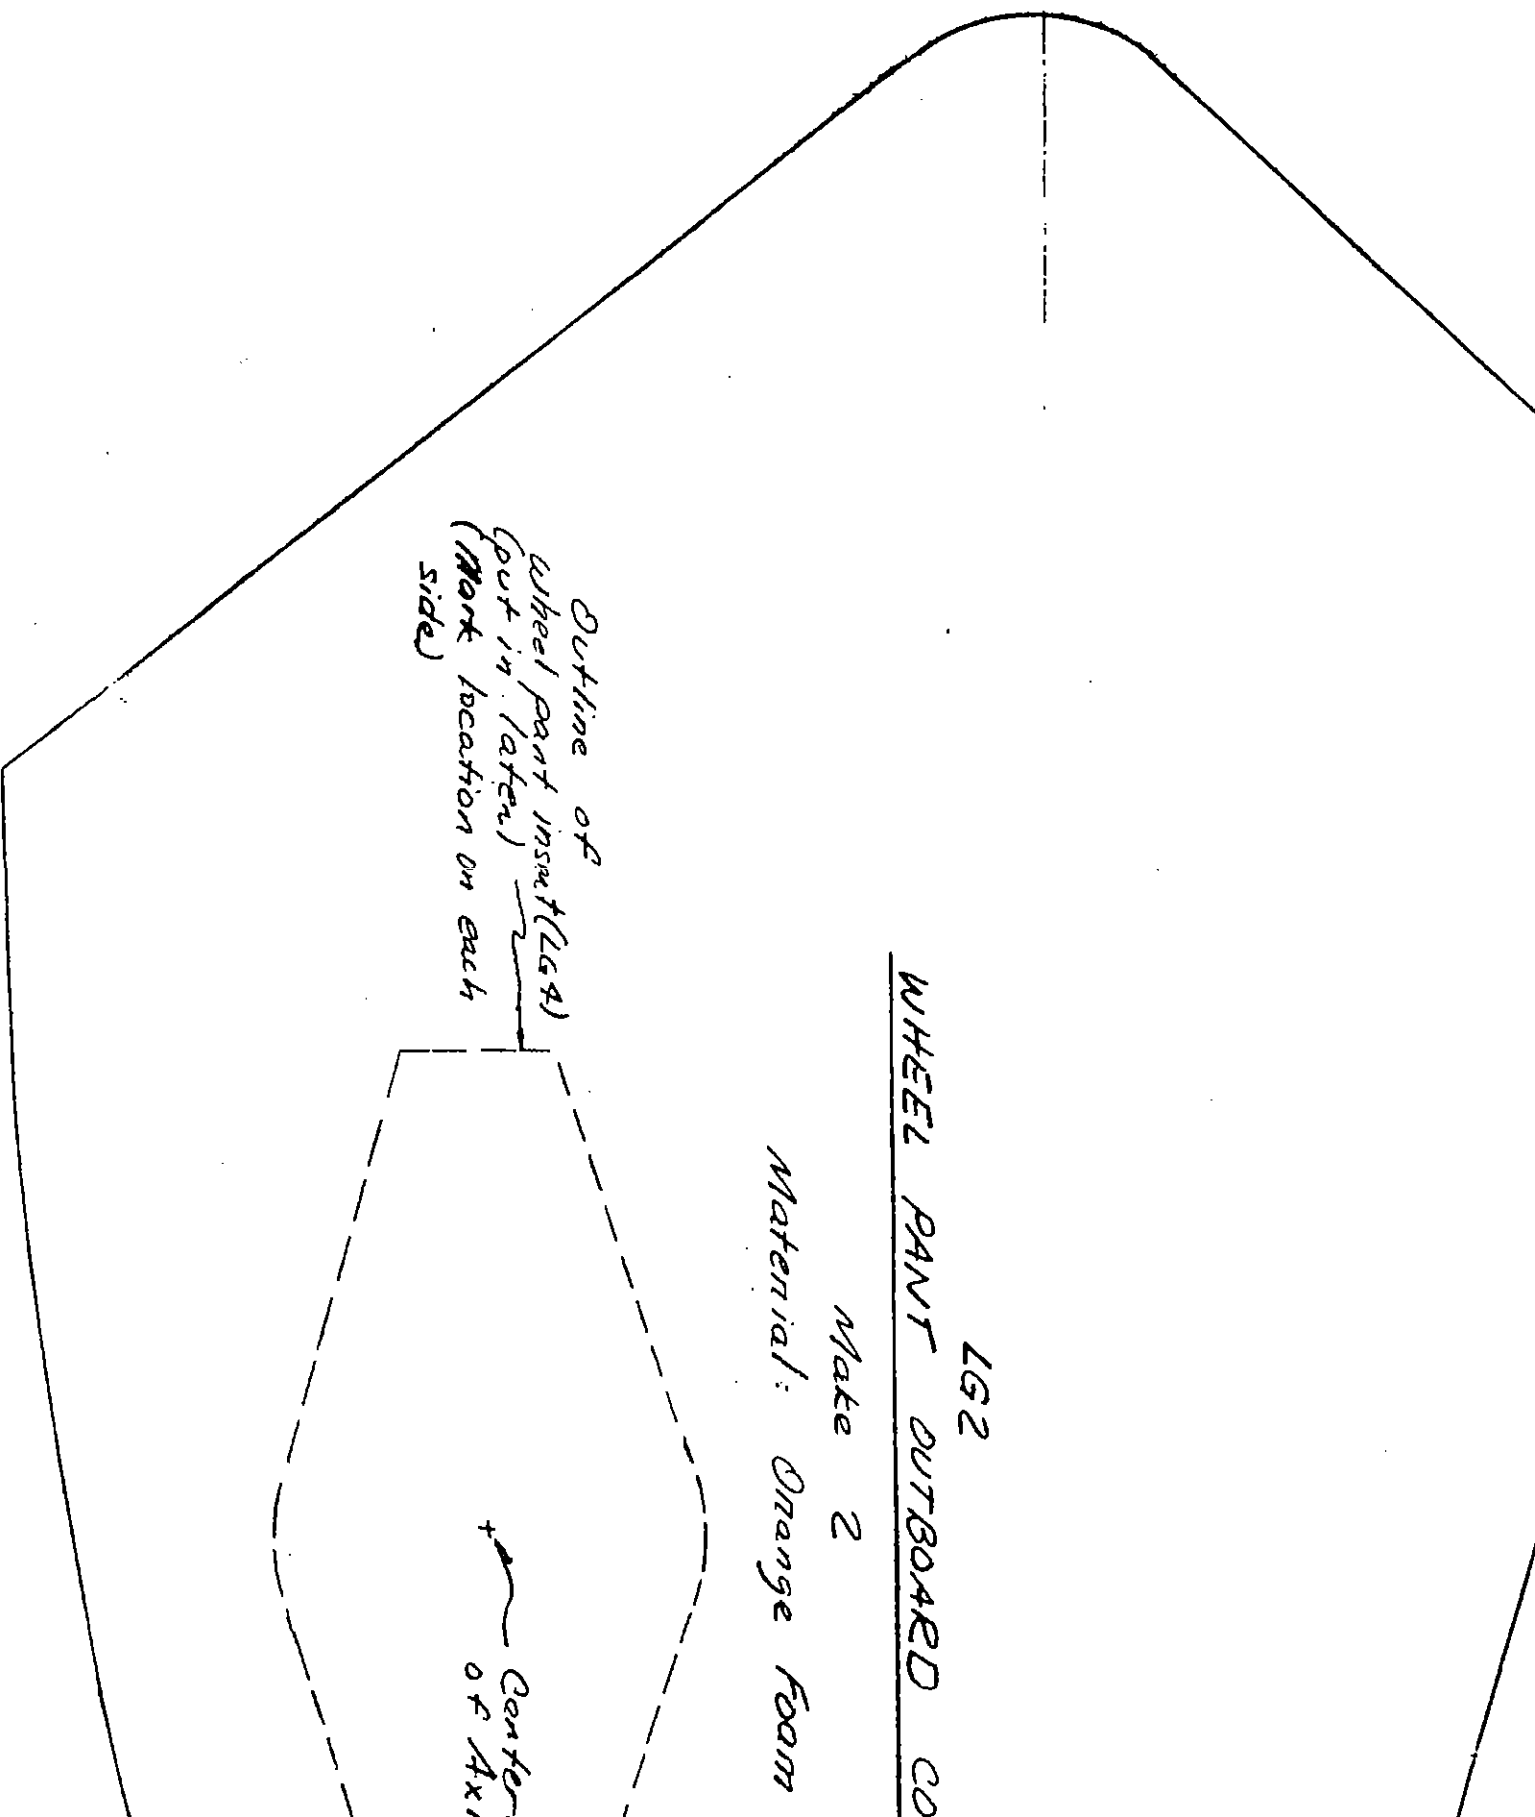 LG2
WHEEL PANT OUTBOARD CO
Make 2
Material: Orange Foam
Outline of
wheel pant insert (LG4)
(put in later)
(Mark location on each
side)
Center
of Ax